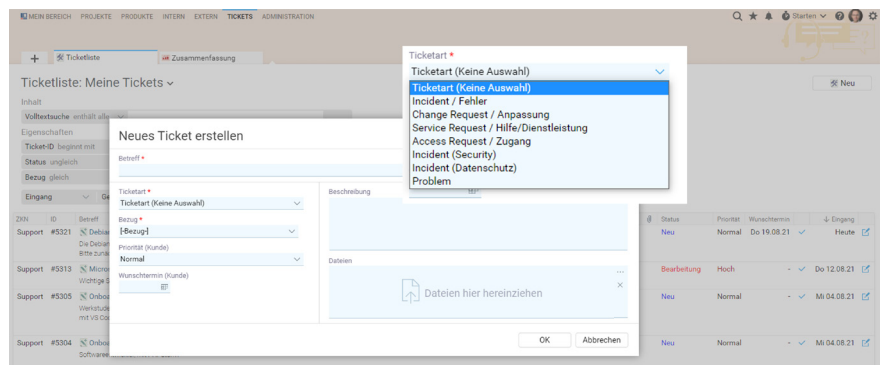 MEIN BEREICH PROJEKTE PRODUKTE INTERN EXTERN TICKETS ADMINISTRATION
Starten
Ticketliste
Zusammenfassung
Ticketliste: Meine Tickets
Neu
Inhalt
Volltextsuche enthält alle
Eigenschaften
Ticket-ID beginnt mit
Status ungleich
Bezug gleich
Eingang
Ticketart *
Ticketart (Keine Auswahl)
Ticketart (Keine Auswahl)
Incident / Fehler
Change Request / Anpassung
Service Request / Hilfe/Dienstleistung
Access Request / Zugang
Incident (Security)
Incident (Datenschutz)
Problem
Neues Ticket erstellen
Betreff *
Ticketart *
Ticketart (Keine Auswahl)
Bezug *
[-Bezug-]
Priorität (Kunde)
Normal
Wunschtermin (Kunde)
Beschreibung
Dateien
Dateien hier hereinziehen
OK Abbrechen
ZKN ID Betreff Status Priorität Wunschtermin Eingang
Support #5321 Neu Normal Do 19.08.21 Heute
Support #5313 Bearbeitung Hoch - Do 12.08.21
Support #5305 Neu Normal - Mi 04.08.21
mit VS
Support #5304 Neu Normal - Mi 04.08.21